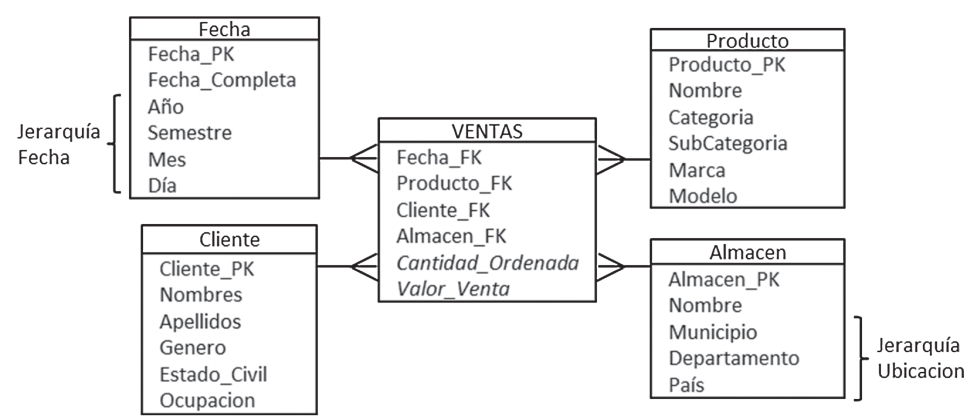 Fecha
Fecha_PK
Fecha_Completa
Año
Semestre
Mes
Día
Jerarquía
Fecha
Cliente
Cliente_PK
Nombres
Apellidos
Genero
Estado_Civil
Ocupacion
VENTAS
Fecha_FK
Producto_FK
Cliente_FK
Almacen_FK
Cantidad_Ordenada
Valor_Venta
Producto
Producto_PK
Nombre
Categoria
SubCategoria
Marca
Modelo
Almacen
Almacen_PK
Nombre
Municipio
Departamento
País
Jerarquía
Ubicacion